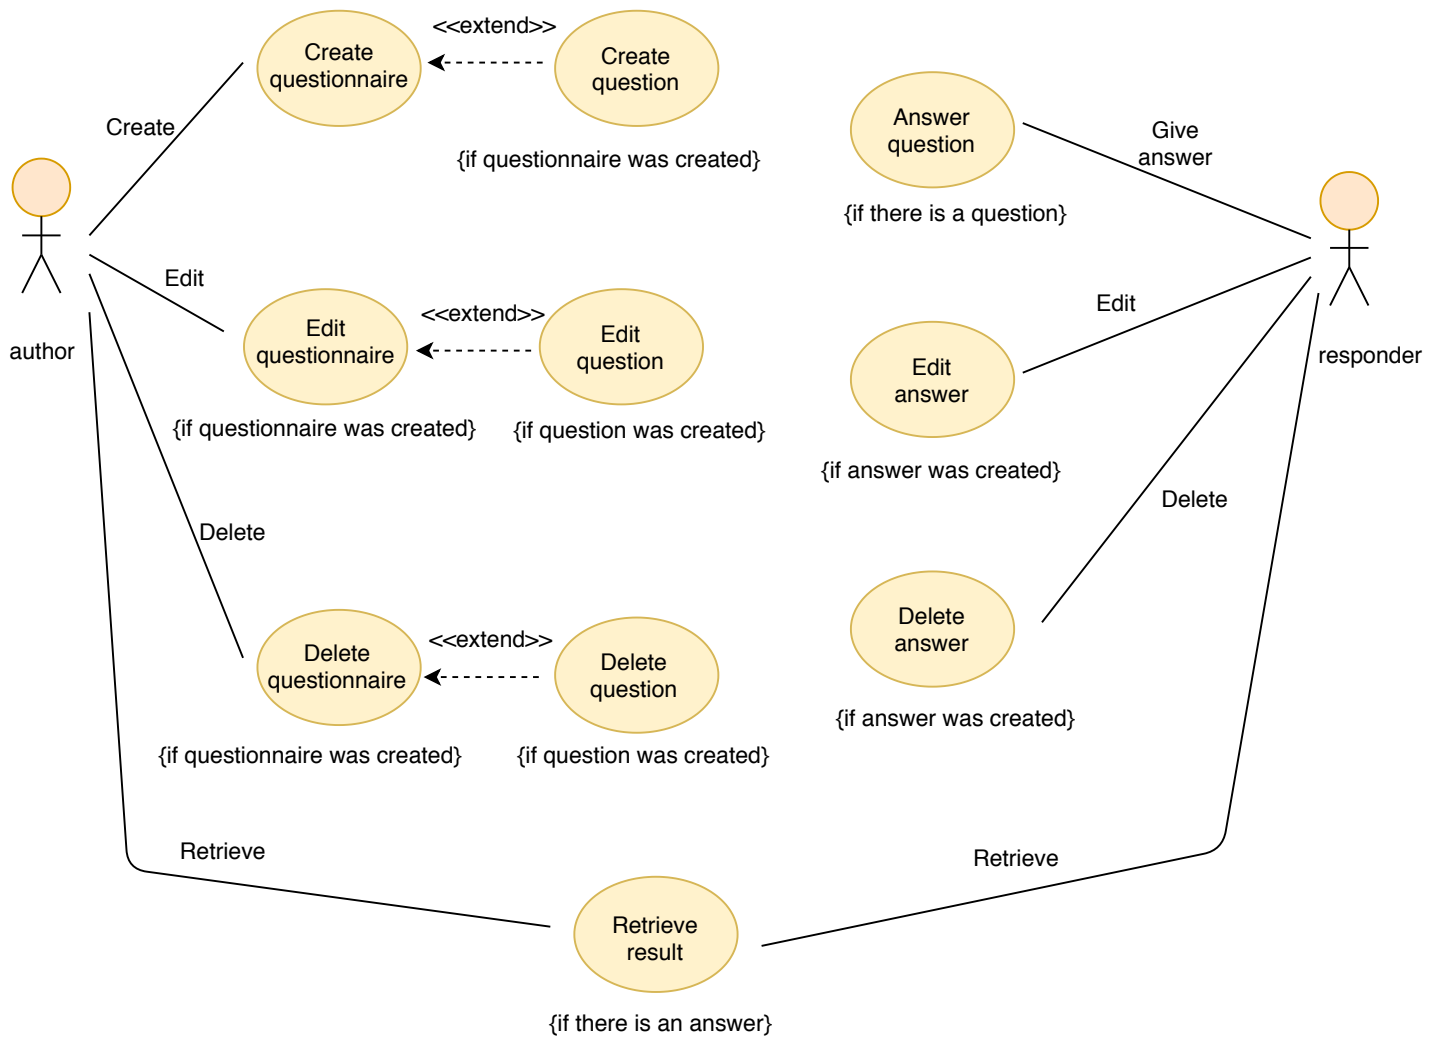 <<extend>>
Create
questionnaire
Create
question
Create
{if questionnaire was created}
Answer
question
Give
answer
{if there is a question}
author
Edit
Edit
questionnaire
<<extend>>
Edit
question
{if questionnaire was created}
{if question was created}
Edit
responder
Edit
answer
{if answer was created}
Delete
Delete
Delete
questionnaire
<<extend>>
Delete
question
{if questionnaire was created}
{if question was created}
Delete
answer
{if answer was created}
Retrieve
Retrieve
Retrieve
result
{if there is an answer}